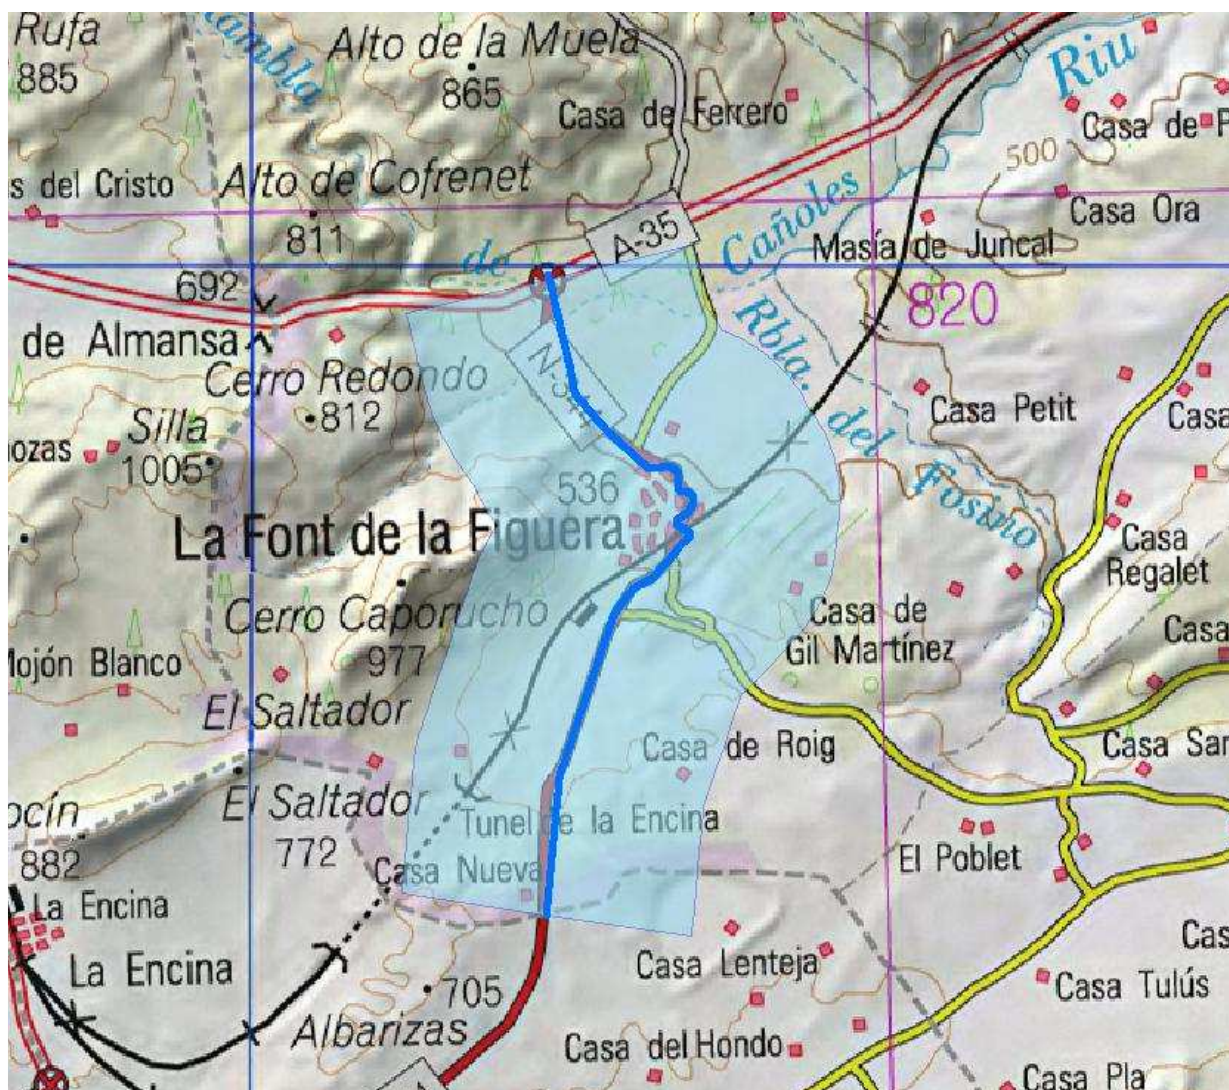 Rufa
885
Rambla
Alto de la Muela
865
Riu
Casa de Ferrero
Casa de P
500
s del Cristo
Alto de Cofrenet
811
de
A-35
Cañoles
Casa Ora
Masía de Juncal
692
820
de Almansa
Rbla.
Cerro Redondo
812
Casa Petit
Casa
Silla
1005
ozas
del
Fosino
536
La Font de la Figuera
Casa
Regalet
Cerro Caporucho
977
Casa de
Gil Martínez
Casa
Mojón Blanco
El Saltador
Casa de Roig
Casa Sar
El Saltador
772
Tunel de la Encina
ocín
882
Casa Nueva
El Poblet
La Encina
La Encina
Casa Lenteja
Cas
705
Casa Tulús
Albarizas
Casa del Hondo
Casa Pla